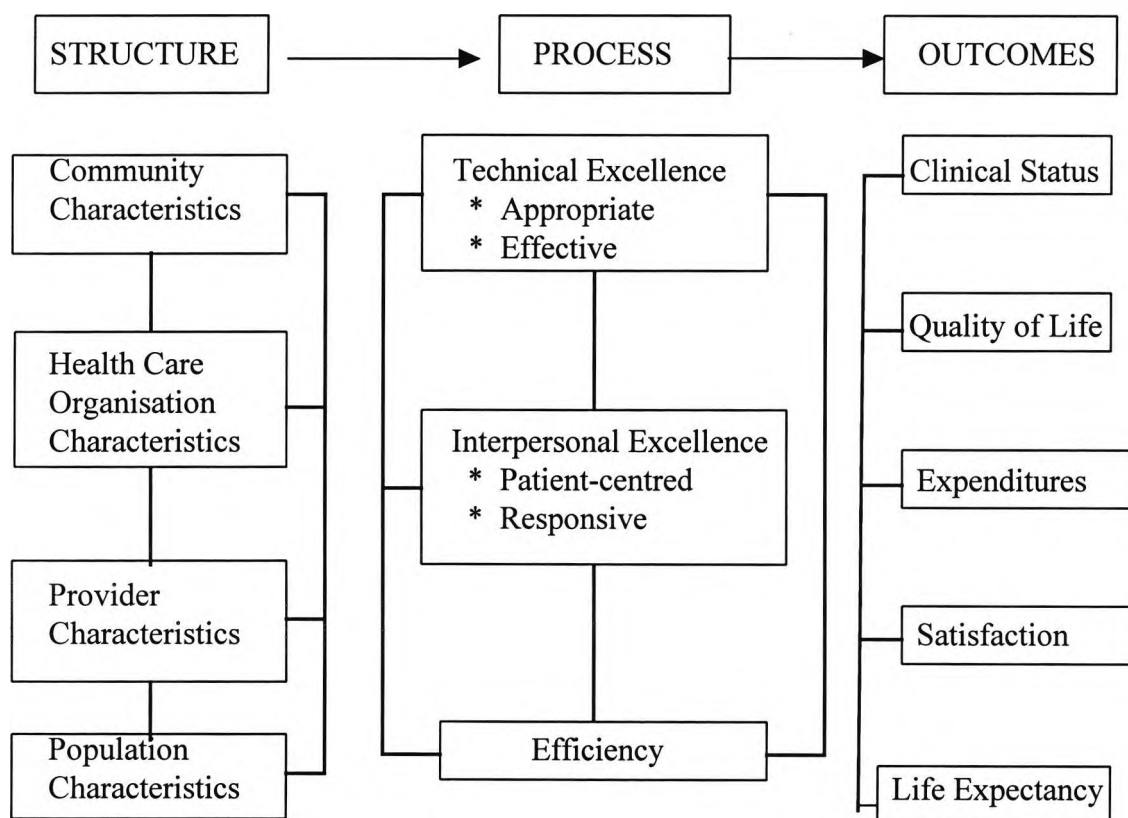 STRUCTURE
PROCESS
OUTCOMES
Community
Characteristics
Health Care
Organisation
Characteristics
Provider
Characteristics
Population
Characteristics
Technical Excellence
* Appropriate
* Effective
Interpersonal Excellence
* Patient-centred
* Responsive
Efficiency
Clinical Status
Quality of Life
Expenditures
Satisfaction
Life Expectancy